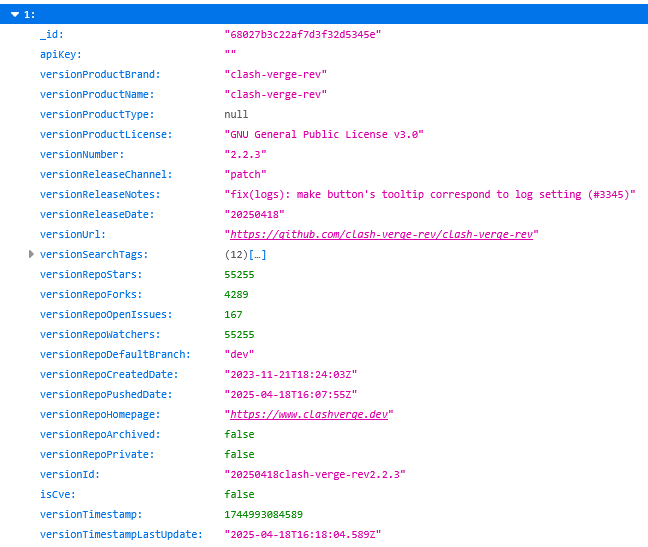 1:
_id: "68027b3c22af7d3f32d5345e"
apiKey: ""
versionProductBrand: "clash-verge-rev"
versionProductName: "clash-verge-rev"
versionProductType: null
versionProductLicense: "GNU General Public License v3.0"
versionNumber: "2.2.3"
versionReleaseChannel: "patch"
versionReleaseNotes: "fix(logs): make button's tooltip correspond to log setting (#3345)"
versionReleaseDate: "20250418"
versionUrl: "https://github.com/clash-verge-rev/clash-verge-rev"
versionSearchTags: (12)[…]
versionRepoStars: 55255
versionRepoForks: 4289
versionRepoOpenIssues: 167
versionRepoWatchers: 55255
versionRepoDefaultBranch: "dev"
versionRepoCreatedDate: "2023-11-21T18:24:03Z"
versionRepoPushedDate: "2025-04-18T16:07:55Z"
versionRepoHomepage: "https://www.clashverge.dev"
versionRepoArchived: false
versionRepoPrivate: false
versionId: "20250418clash-verge-rev2.2.3"
isCve: false
versionTimestamp: 1744993084589
versionTimestampLastUpdate: "2025-04-18T16:18:04.589Z"